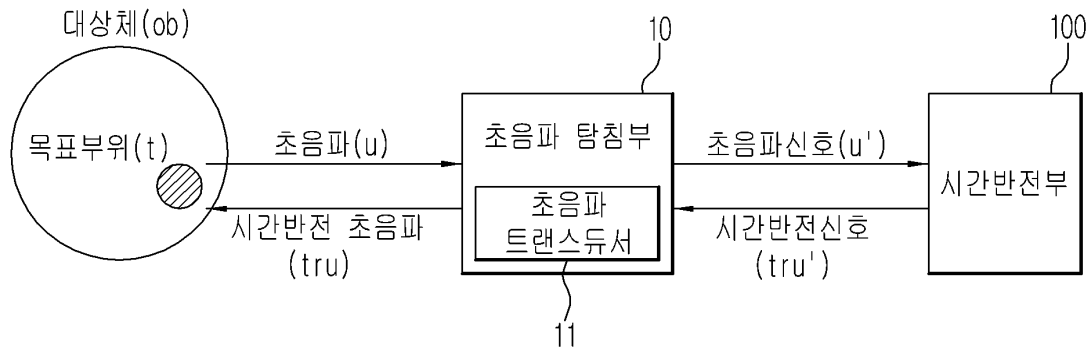 대상체(ob)
10
100
목표부위(t)
초음파(u)
초음파 탐침부
초음파신호(u')
시간반전부
시간반전 초음파
(tru)
초음파
트랜스듀서
시간반전신호
(tru')
11